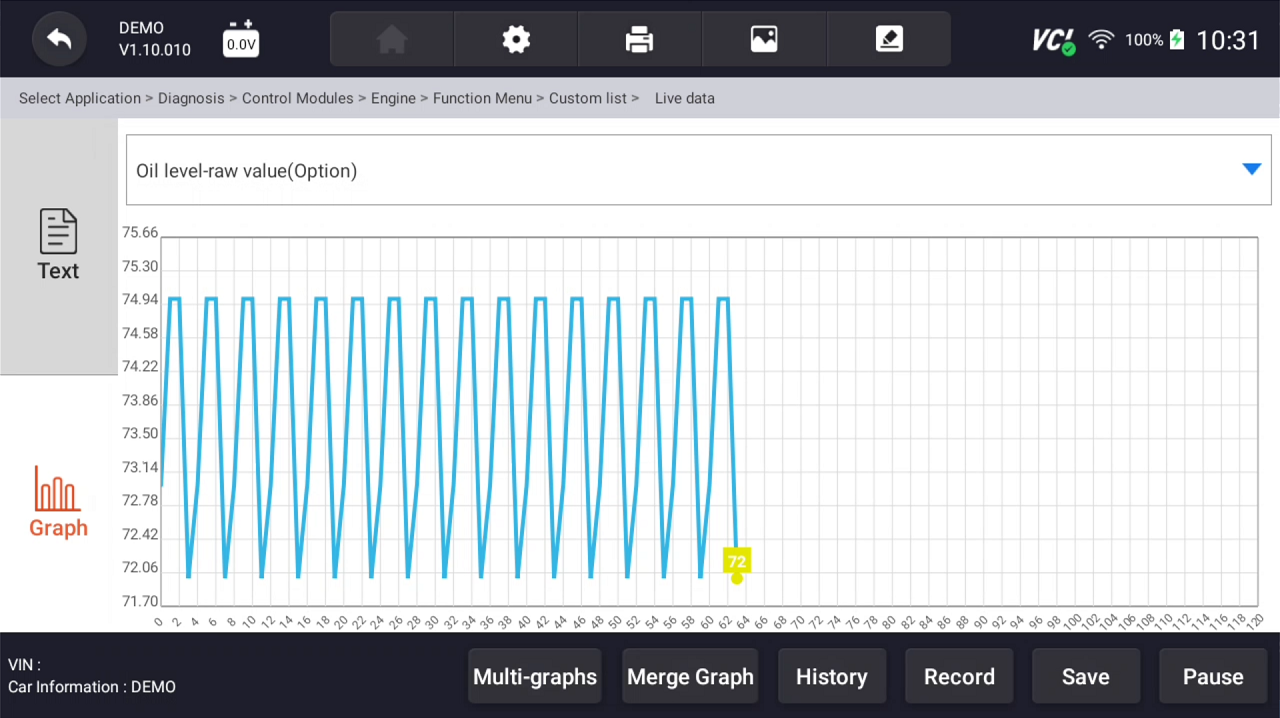 DEMO
V1.10.010
0.0V
VC!
100%
10:31
Select Application > Diagnosis > Control Modules > Engine > Function Menu > Custom list > Live data
Text
Graph
Oil level-raw value(Option)
75.66
75.30
74.94
74.58
74.22
73.86
73.50
73.14
72.78
72.42
72.06
71.70
72
0 2 4 6 8 10 12 14 16 18 20 22 24 26 28 30 32 34 36 38 40 42 44 46 48 50 52 54 56 58 60 62 64 66 68 70 72 74 76 78 80 82 84 86 88 90 92 94 96 98 100 102 104 106 108 110 112 114 116 118 120
VIN :
Car Information : DEMO
Multi-graphs
Merge Graph
History
Record
Save
Pause